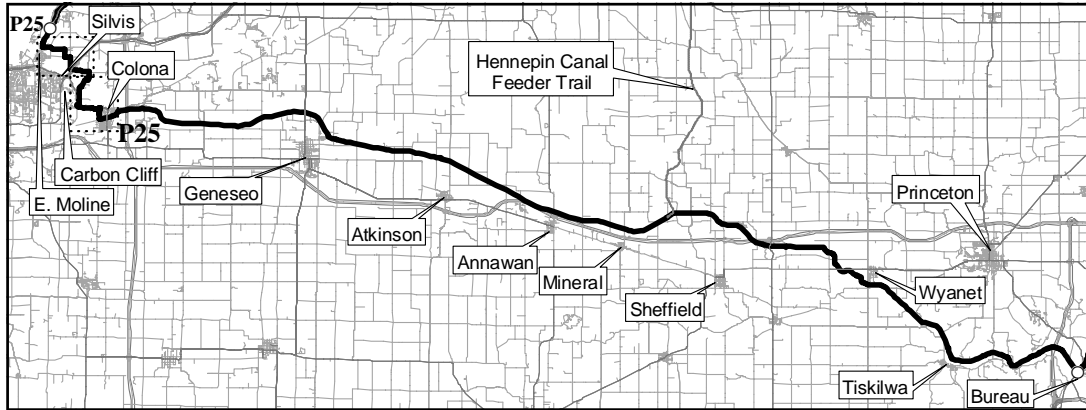 P25
Silvis
Colona
Hennepin Canal
Feeder Trail
P25
Carbon Cliff
Geneseo
Princeton
E. Moline
Atkinson
Annawan
Mineral
Wyanet
Sheffield
Tiskilwa
Bureau